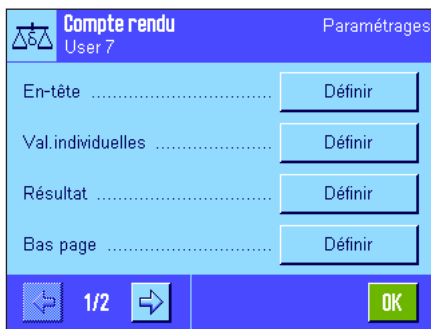 Compte rendu Paramétrages
User 7
En-tête ................................ Définir
Val.individuelles ..................... Définir
Résultat ................................ Définir
Bas page ............................. Définir
1/2 OK